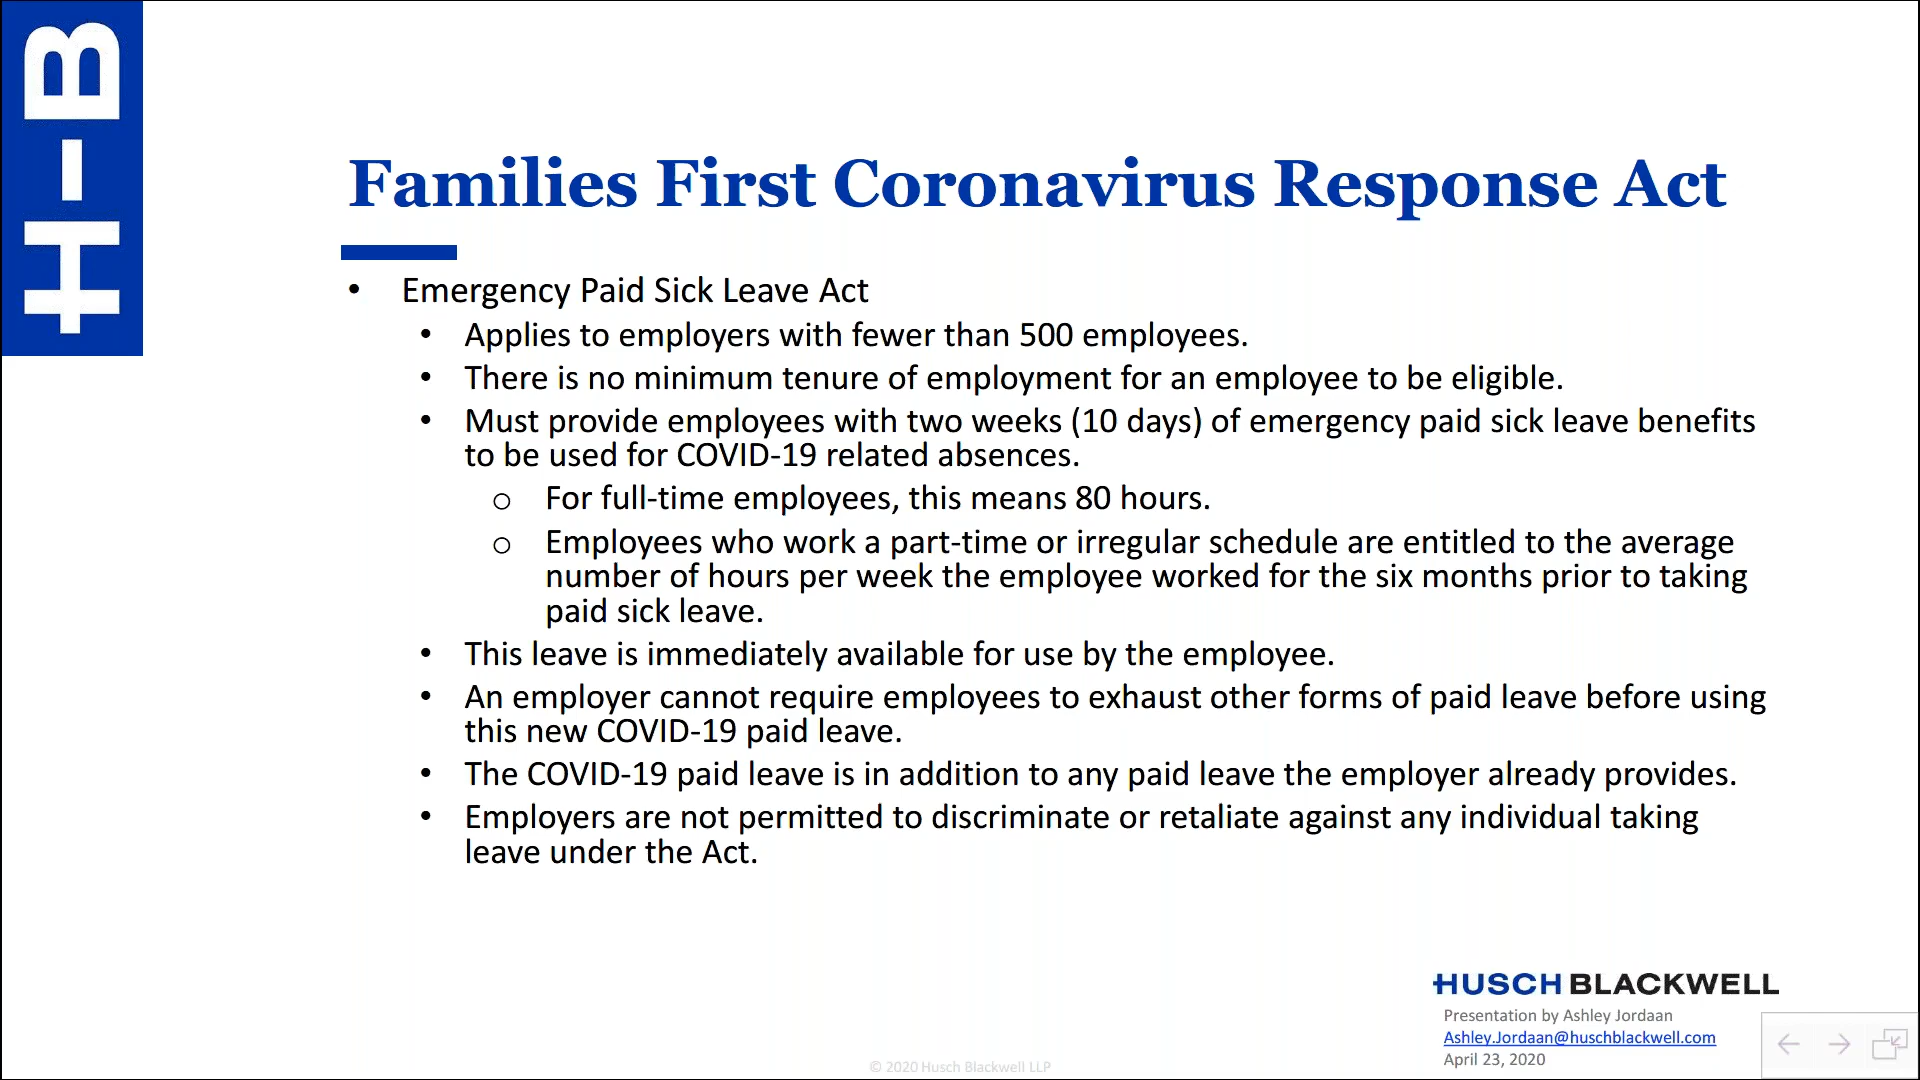 H-B
Families First Coronavirus Response Act
• Emergency Paid Sick Leave Act
• Applies to employers with fewer than 500 employees.
• There is no minimum tenure of employment for an employee to be eligible.
• Must provide employees with two weeks (10 days) of emergency paid sick leave benefits
to be used for COVID-19 related absences.
o For full-time employees, this means 80 hours.
o Employees who work a part-time or irregular schedule are entitled to the average
number of hours per week the employee worked for the six months prior to taking
paid sick leave.
• This leave is immediately available for use by the employee.
• An employer cannot require employees to exhaust other forms of paid leave before using
this new COVID-19 paid leave.
• The COVID-19 paid leave is in addition to any paid leave the employer already provides.
• Employers are not permitted to discriminate or retaliate against any individual taking
leave under the Act.
HUSCH BLACKWELL
Presentation by Ashley Jordaan
Ashley.Jordaan@huschblackwell.com
April 23, 2020
© 2020 Husch Blackwell LLP